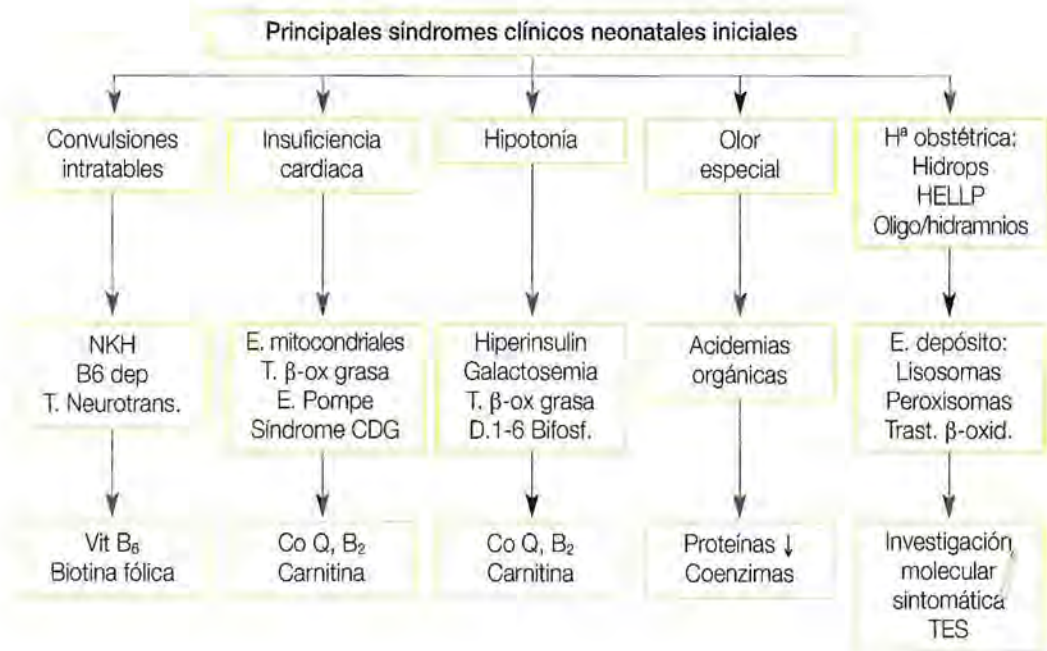 Principales síndromes clínicos neonatales iniciales
Convulsiones
intratables
Insuficiencia
cardiaca
Hipotonía
Olor
especial
Hª obstétrica:
Hidrops
HELLP
Oligo/hidramnios
NKH
B6 dep
T. Neurotrans.
E. mitocondriales
T. β-ox grasa
E. Pompe
Síndrome CDG
Hiperinsulin
Galactosemia
T. β-ox grasa
D.1-6 Bifosf.
Acidemias
orgánicas
E. depósito:
Lisosomas
Peroxisomas
Trast. β-oxid.
Vit B₆
Biotina fólica
Co Q, B₂
Carnitina
Co Q, B₂
Carnitina
Proteínas ↓
Coenzimas
Investigación
molecular
sintomática
TES